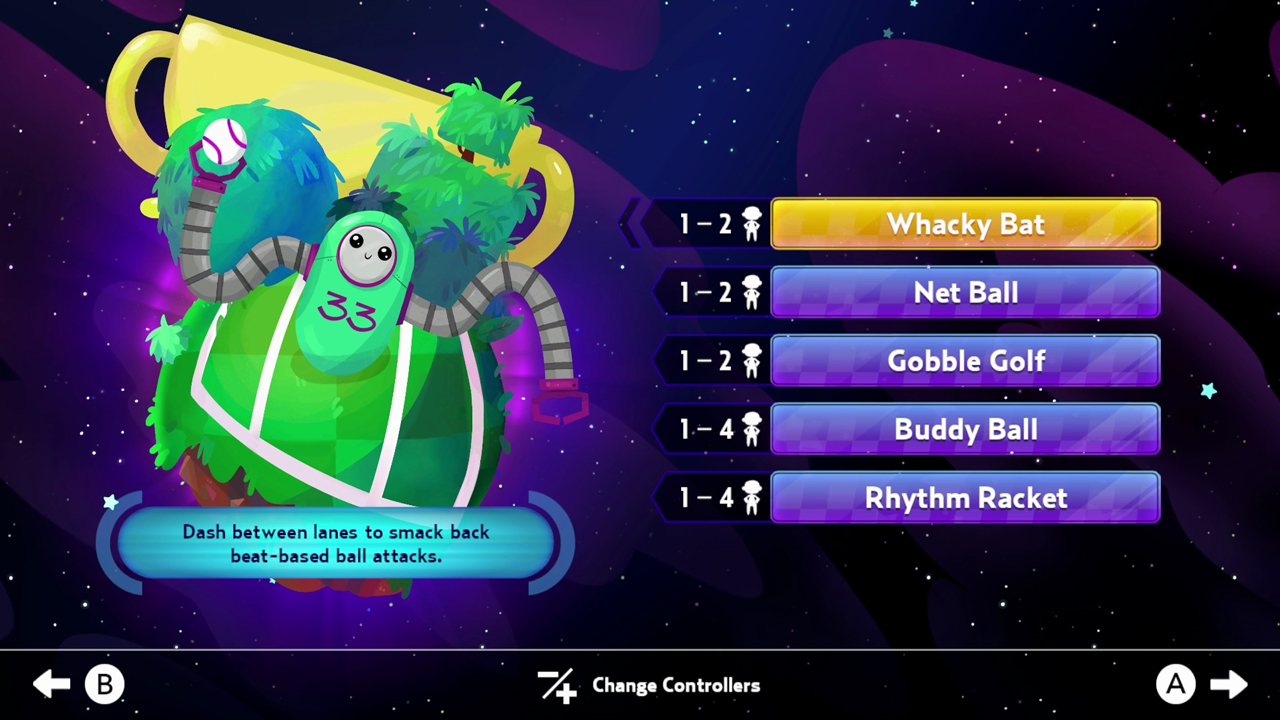 33
Dash between lanes to smack back
beat-based ball attacks.
1 – 2 Whacky Bat
1 – 2 Net Ball
1 – 2 Gobble Golf
1 – 4 Buddy Ball
1 – 4 Rhythm Racket
B
−/+ Change Controllers
A